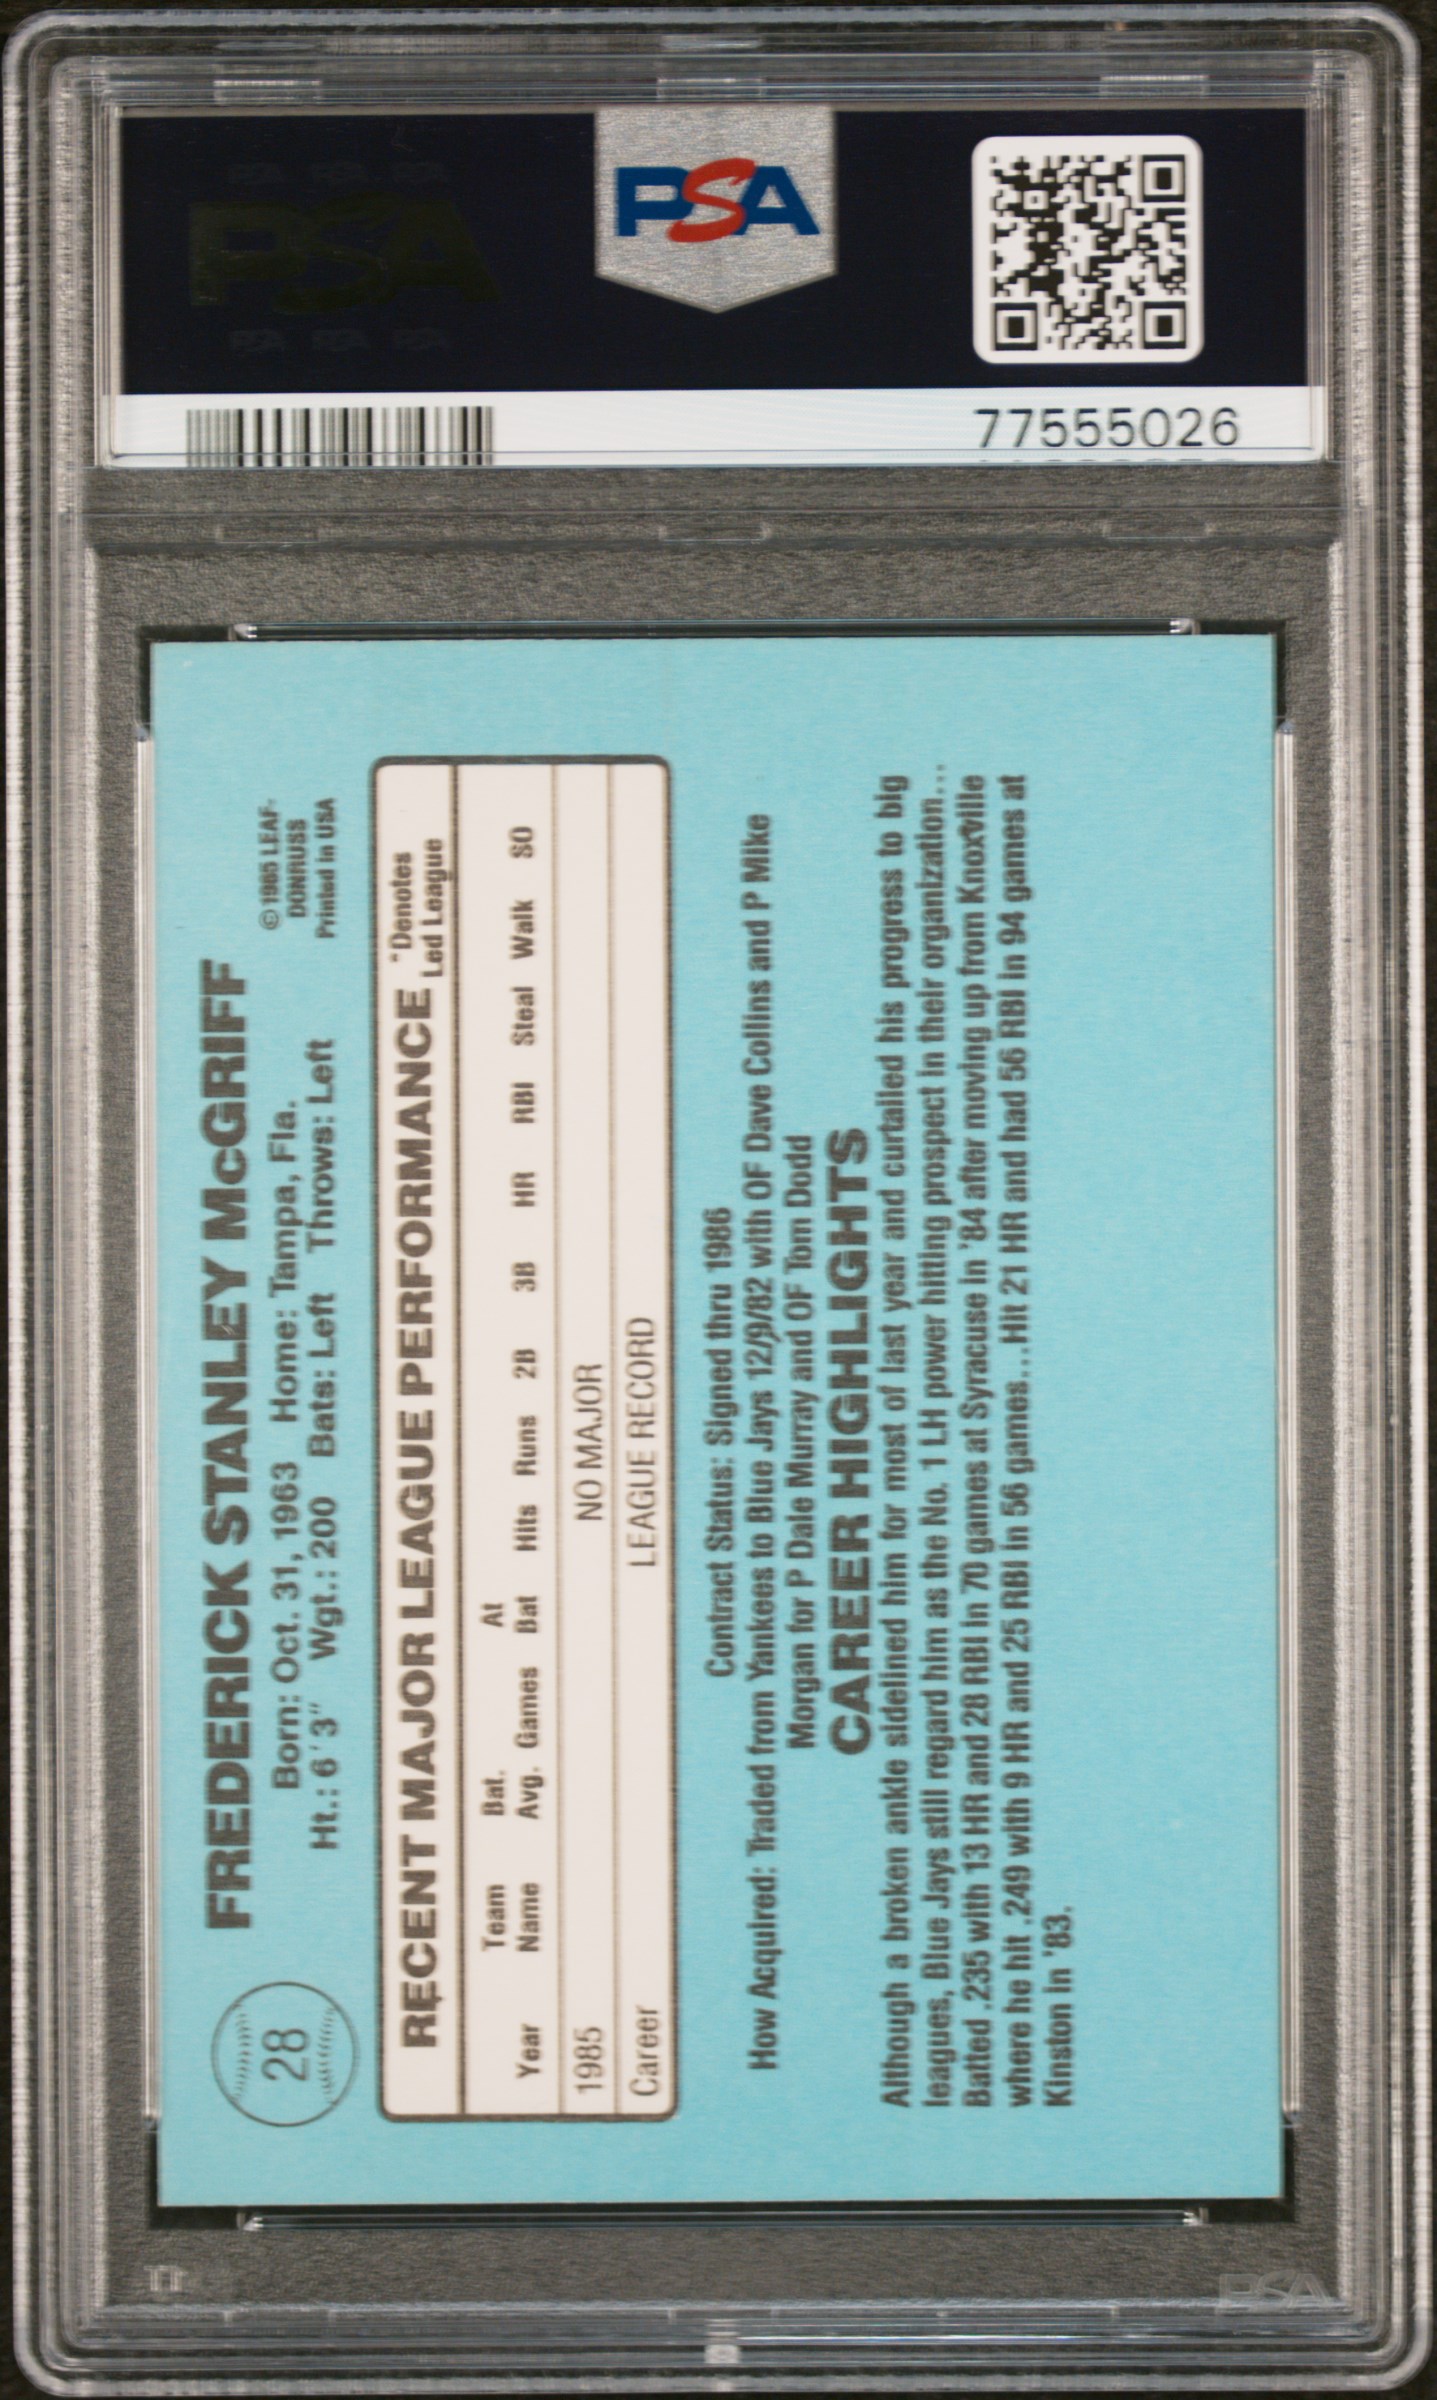 PSA
77555026
28
FREDERICK STANLEY McGRIFF
Born: Oct. 31, 1963 Home: Tampa, Fla.
Ht.: 6'3" Wgt.: 200 Bats: Left Throws: Left
© 1985 LEAF-
DONRUSS
Printed in USA
RECENT MAJOR LEAGUE PERFORMANCE
*Denotes
Led League
Team Bat. At
Year Name Avg. Games Bat Hits Runs 2B 3B HR RBI Steal Walk SO
1985 NO MAJOR
Career LEAGUE RECORD
Contract Status: Signed thru 1986
How Acquired: Traded from Yankees to Blue Jays 12/9/82 with OF Dave Collins and P Mike
Morgan for P Dale Murray and OF Tom Dodd
CAREER HIGHLIGHTS
Although a broken ankle sidelined him for most of last year and curtailed his progress to big
leagues, Blue Jays still regard him as the No. 1 LH power hitting prospect in their organization...
Bated .235 with 13 HR and 28 RBI in 70 games at Syracuse in '84 after moving up from Knoxville
where he hit .249 with 9 HR and 25 RBI in 56 games...Hit 21 HR and had 56 RBI in 94 games at
Kinston in '83.
PSA